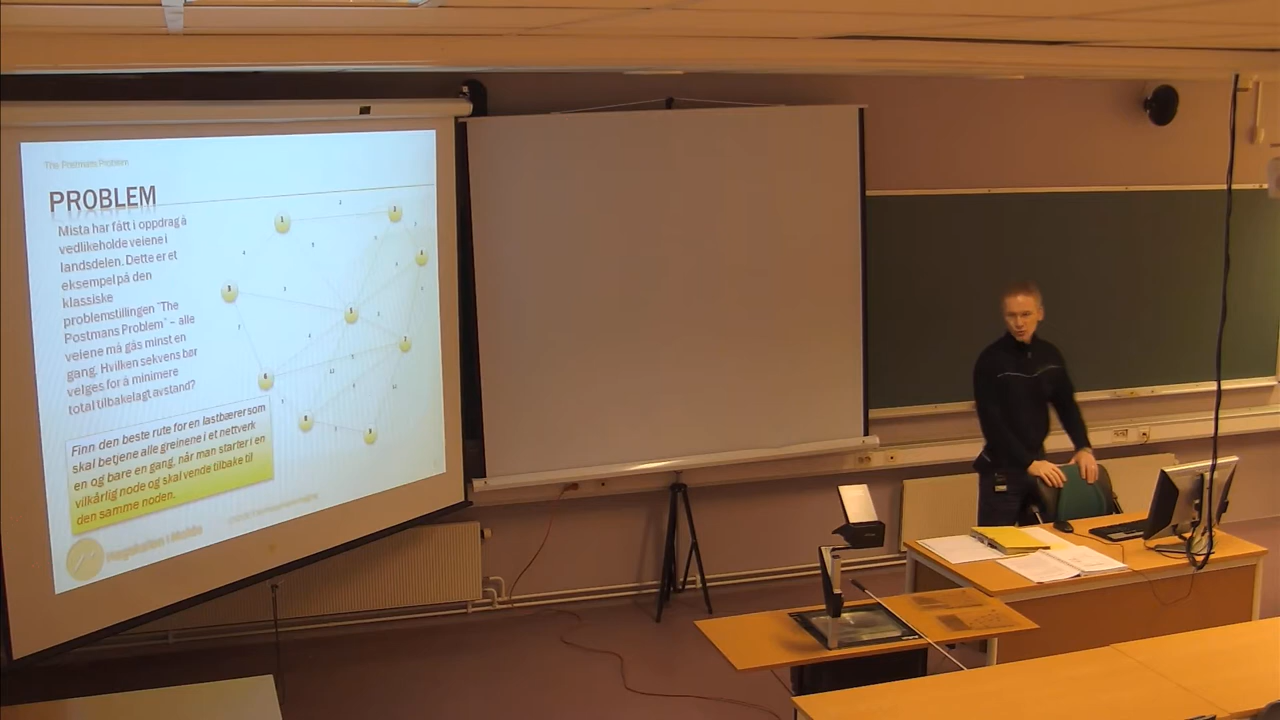 The Postmans Problem
PROBLEM
Mista har fått i oppdrag å
vedlikeholde veiene i
landsdelen. Dette er et
eksempel på den
klassiske
problemstillingen "The
Postmans Problem" – alle
veiene må gås minst en
gang. Hvilken sekvens bør
velges for å minimere
total tilbakelagt avstand?
Finn den beste rute for en lastbærer som
skal betjene alle greinene i et nettverk
en og bare en gang, når man starter i en
vilkårlig node og skal vende tilbake til
den samme noden.
Høgskolen i Molde